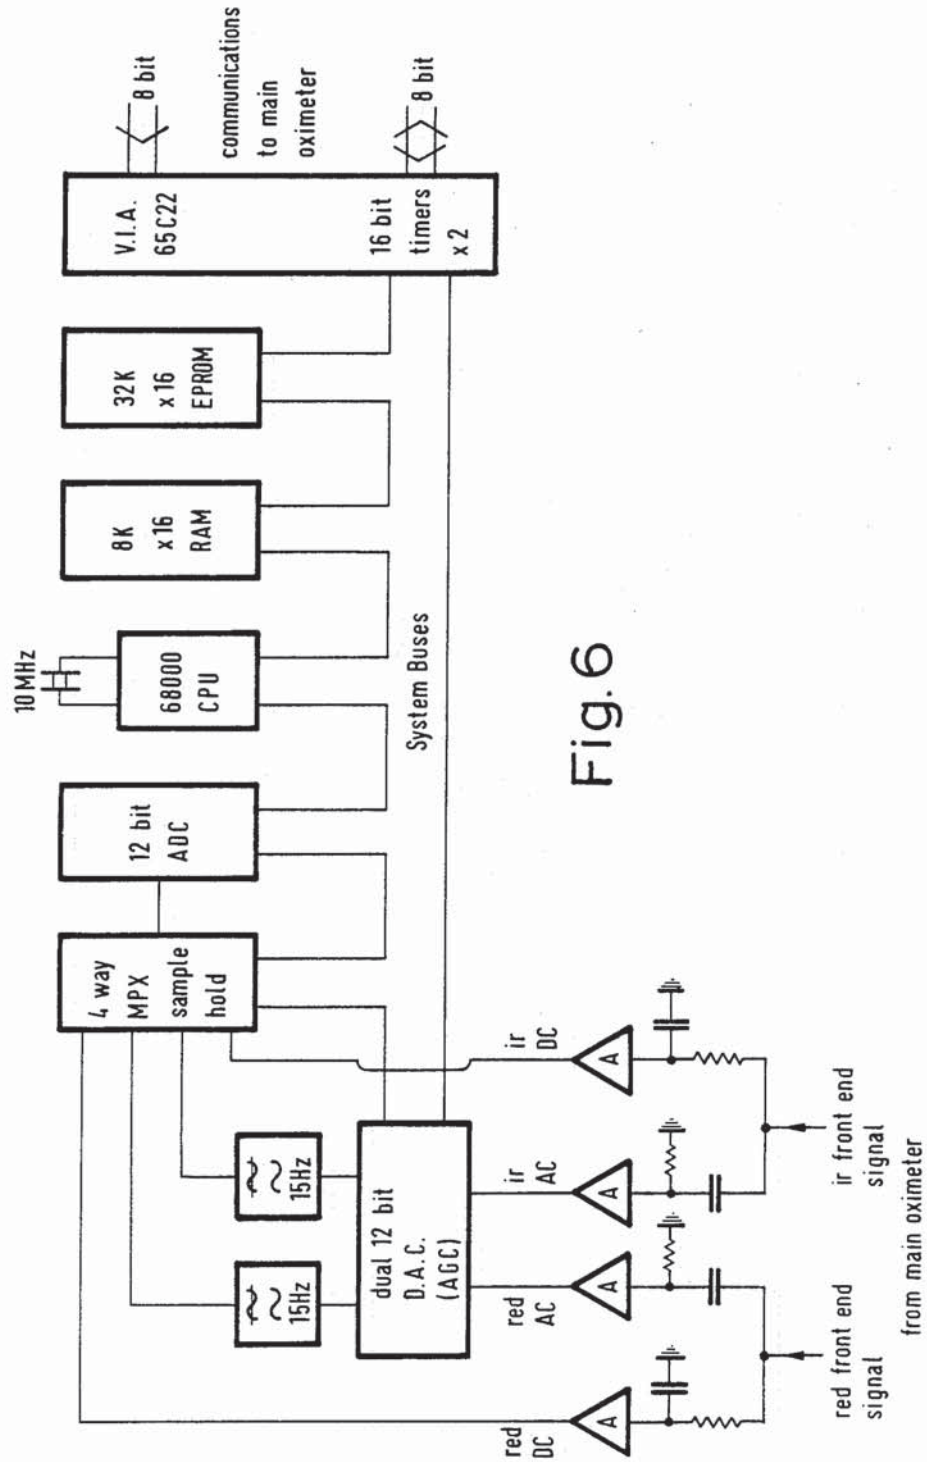 10 MHz
4 way
MPX
sample
hold
12 bit
ADC
68000
CPU
8K
x16
RAM
32K
x16
EPROM
V.I.A.
65C22
16 bit
timers
x 2
8 bit
communications
to main
oximeter
8 bit
15Hz
15Hz
dual 12 bit
D.A.C.
(AGC)
System Buses
red
DC
red
AC
ir
AC
ir
DC
A
A
A
A
red front end
signal
ir front end
signal
from main oximeter
Fig. 6